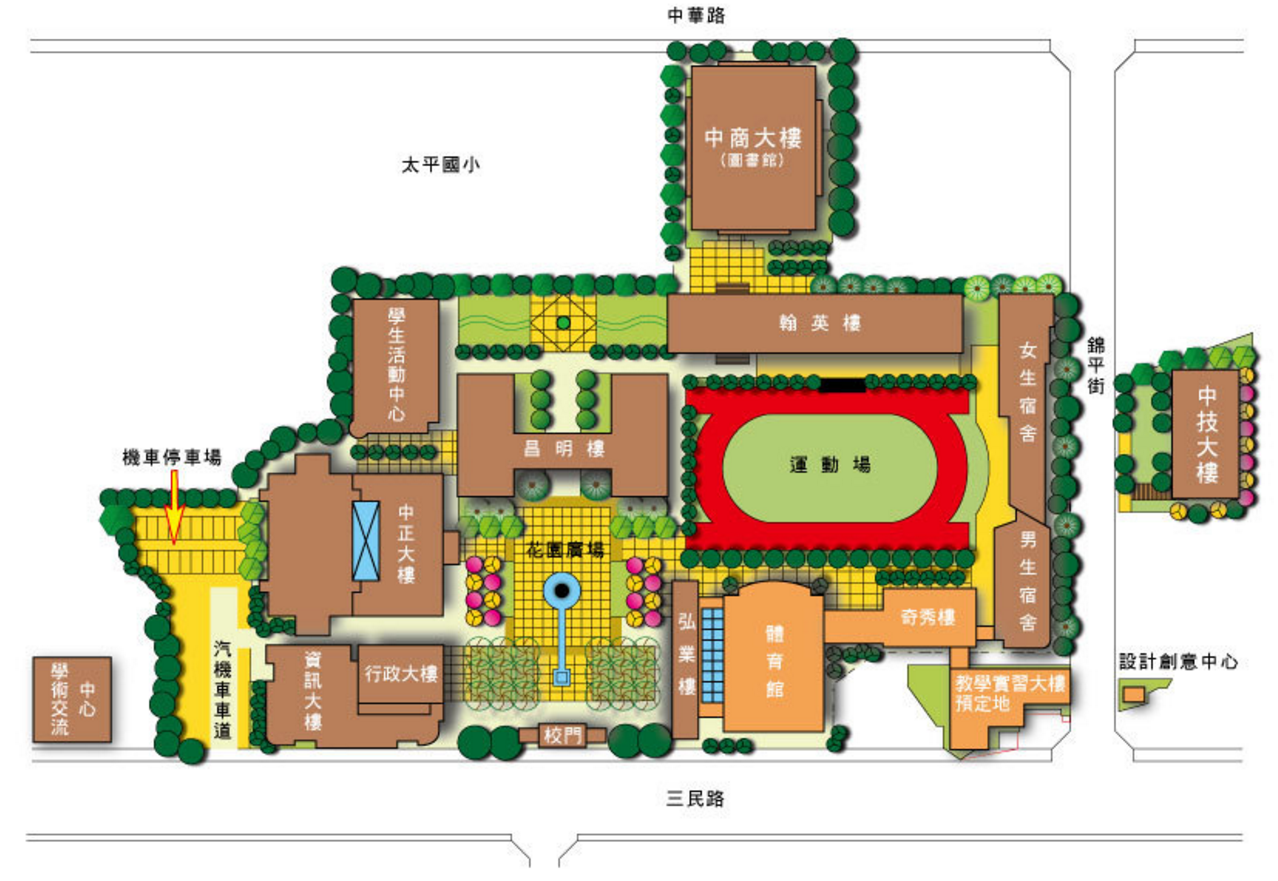 中華路
中商大樓
(圖書館)
太平國小
學生活動中心
翰英樓
女生宿舍
錦平街
中技大樓
昌明樓
運動場
機車停車場
中正大樓
花園廣場
男生宿舍
弘業樓
體育館
奇秀樓
汽機車車道
資訊大樓
行政大樓
學術交流
中心
教學實習大樓
預定地
設計創意中心
校門
三民路